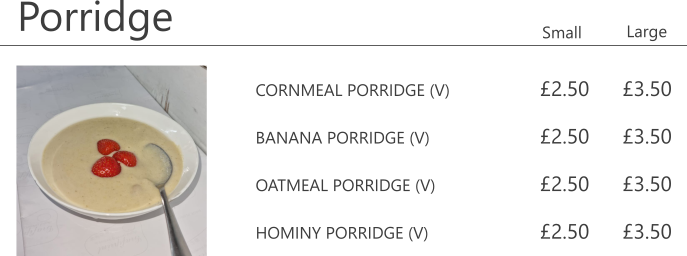 Porridge
Small Large
CORNMEAL PORRIDGE (V) £2.50 £3.50
BANANA PORRIDGE (V) £2.50 £3.50
OATMEAL PORRIDGE (V) £2.50 £3.50
HOMINY PORRIDGE (V) £2.50 £3.50